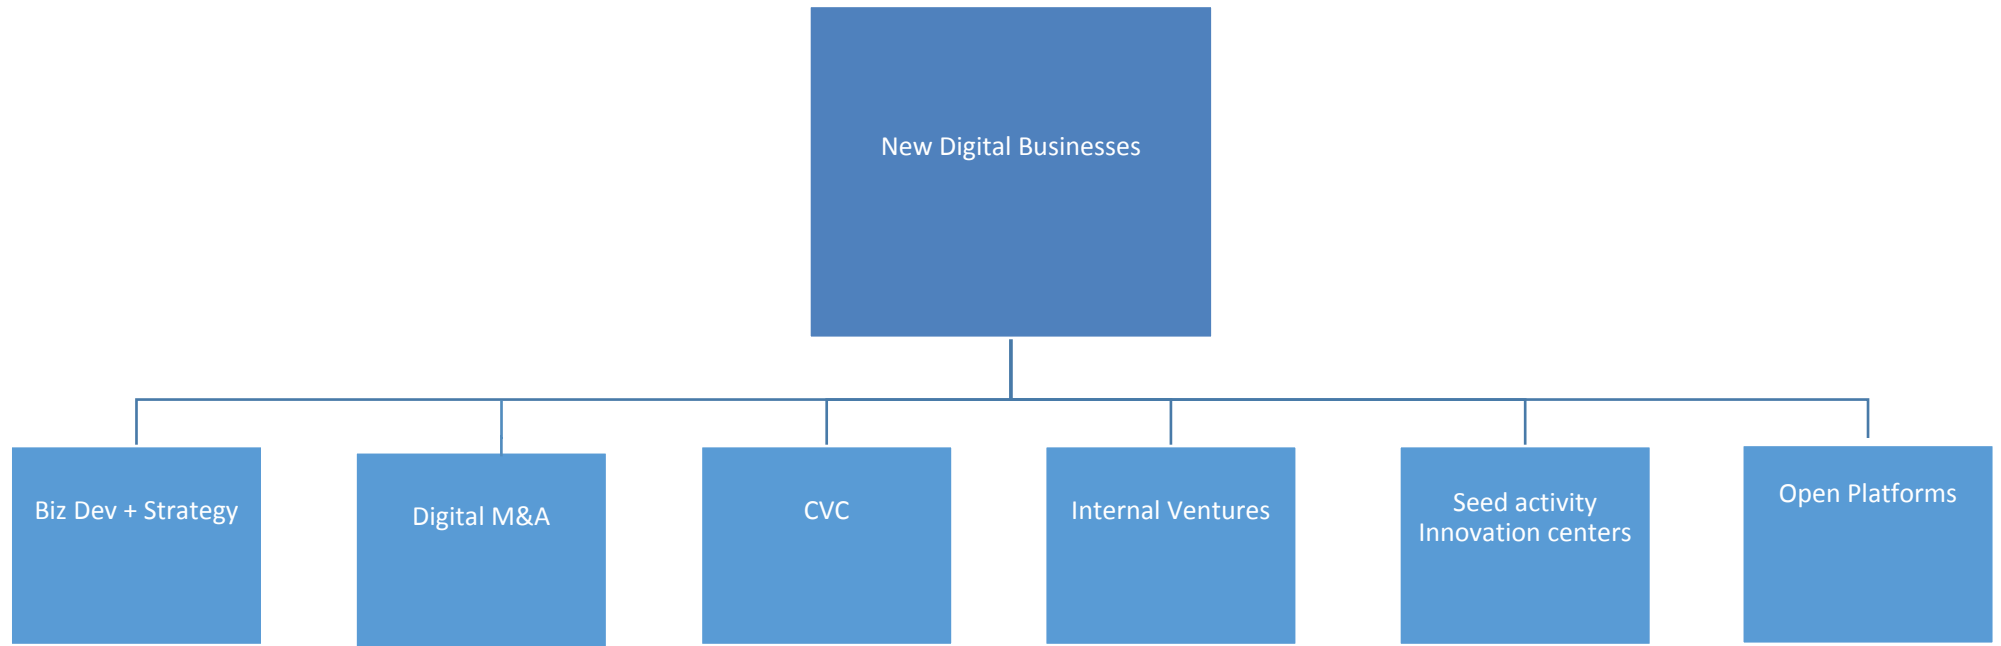 New Digital Businesses
Biz Dev + Strategy
Digital M&A
CVC
Internal Ventures
Seed activity
Innovation centers
Open Platforms